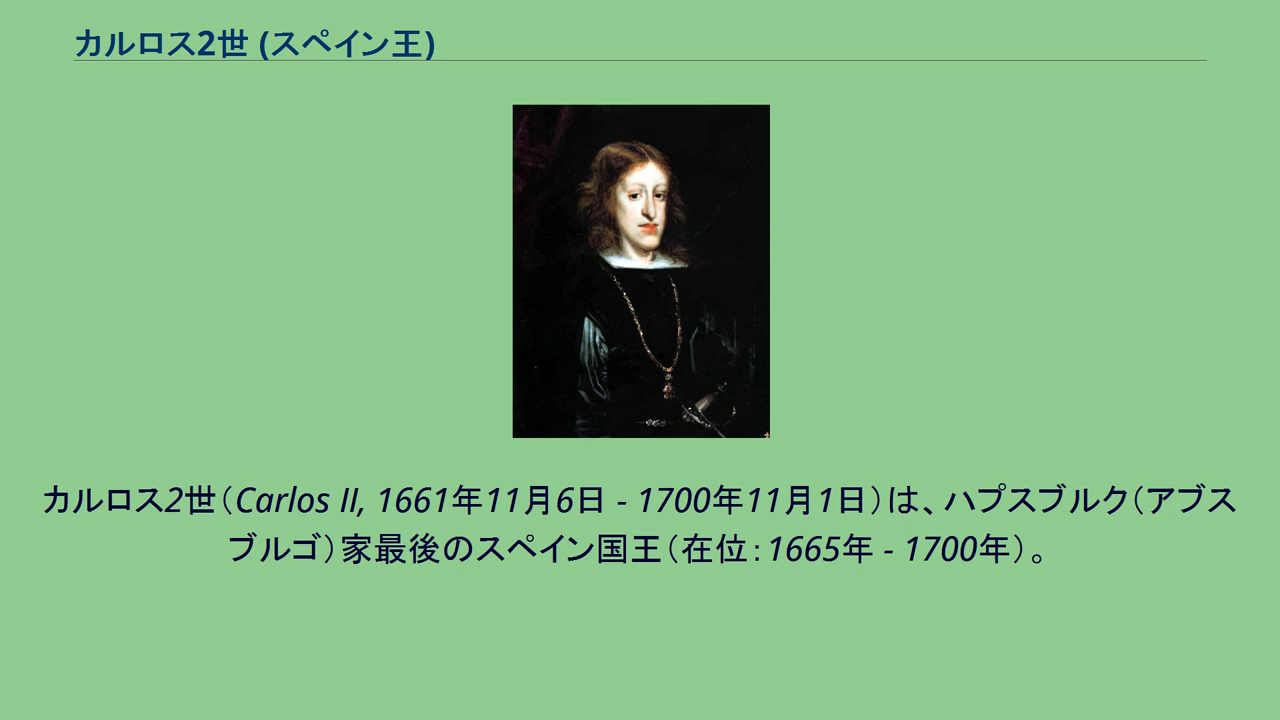 カルロス2世 (スペイン王)
カルロス2世（Carlos II, 1661年11月6日 - 1700年11月1日）は、ハプスブルク（アブス
ブルゴ）家最後のスペイン国王（在位：1665年 - 1700年）。